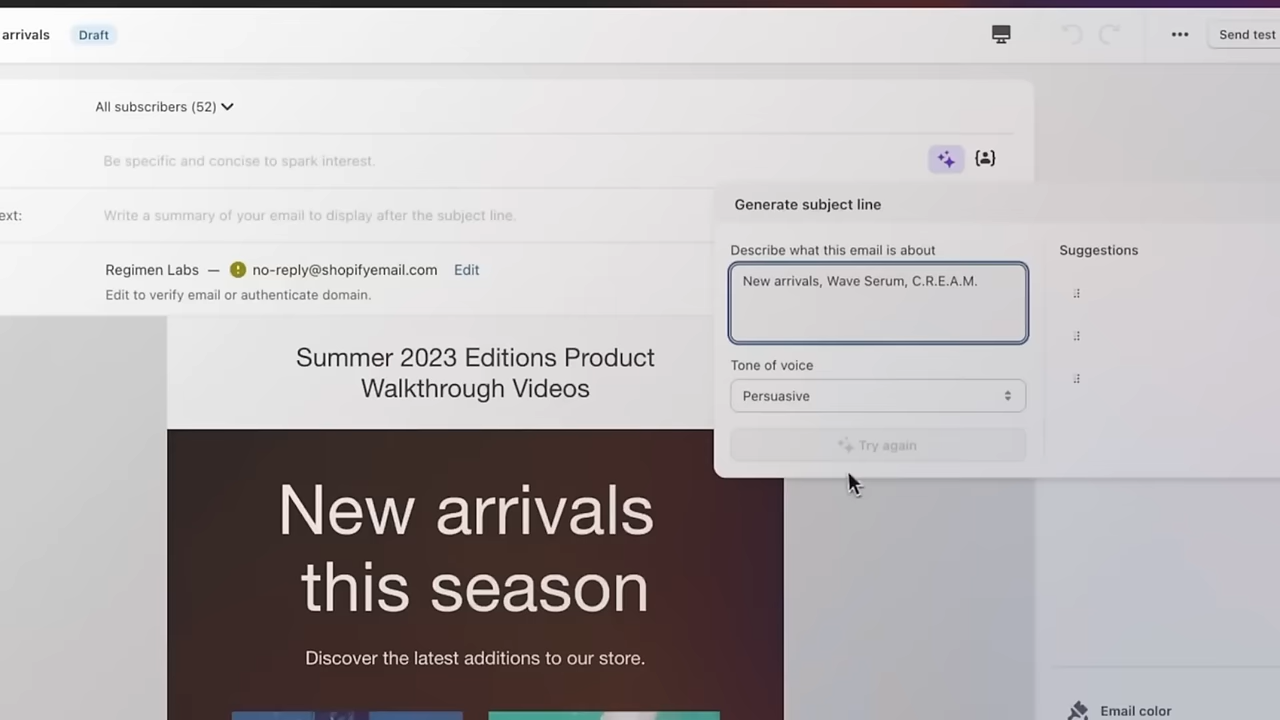 arrivals Draft Send test
All subscribers (52)
Be specific and concise to spark interest.
ext: Write a summary of your email to display after the subject line.
Regimen Labs — no-reply@shopifyemail.com Edit
Edit to verify email or authenticate domain.
Generate subject line
Describe what this email is about
New arrivals, Wave Serum, C.R.E.A.M.
Tone of voice
Persuasive
Try again
Suggestions
Summer 2023 Editions Product
Walkthrough Videos
New arrivals
this season
Discover the latest additions to our store.
Email color